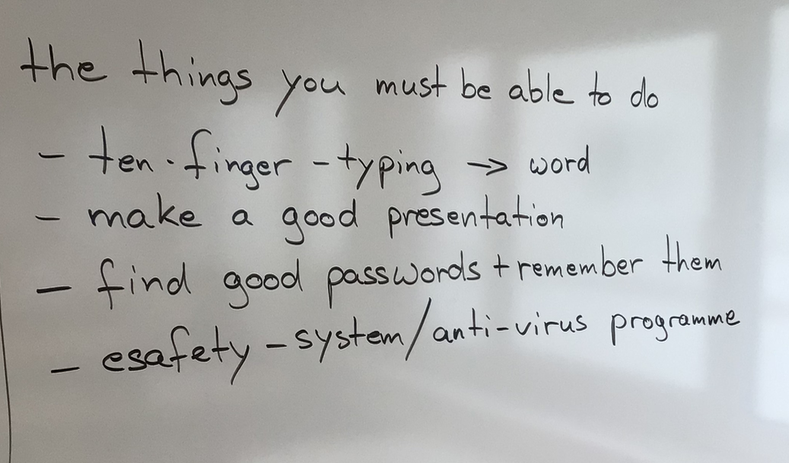 the things you must be able to do
- ten-finger-typing → word
- make a good presentation
- find good passwords + remember them
- esafety-system/anti-virus programme